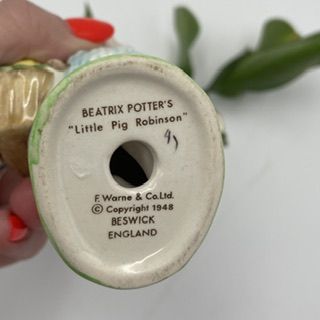 BEATRIX POTTER'S
"Little Pig Robinson"
F. Warne & Co. Ltd.
© Copyright 1948
BESWICK
ENGLAND